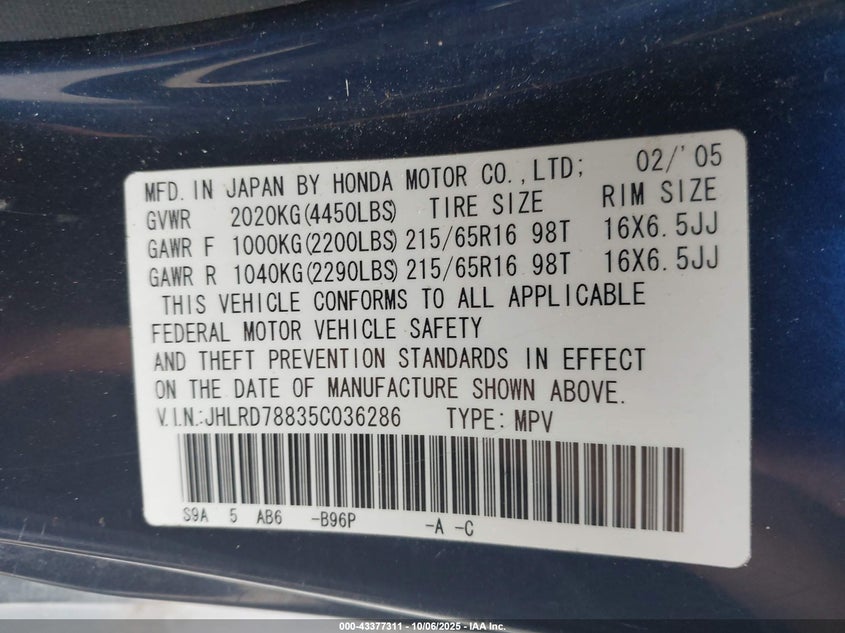 MFD. IN JAPAN BY HONDA MOTOR CO.,LTD; 02/'05
GVWR 2020KG(4450LBS) TIRE SIZE RIM SIZE
GAWR F 1000KG(2200LBS) 215/65R16 98T 16X6.5JJ
GAWR R 1040KG(2290LBS) 215/65R16 98T 16X6.5JJ
THIS VEHICLE CONFORMS TO ALL APPLICABLE
FEDERAL MOTOR VEHICLE SAFETY
AND THEFT PREVENTION STANDARDS IN EFFECT
ON THE DATE OF MANUFACTURE SHOWN ABOVE.
V.I.N.:JHLRD78835C036286 TYPE: MPV
S9A 5 AB6 -B96P -A -C
000-43377311 - 10/06/2025 - IAA Inc.